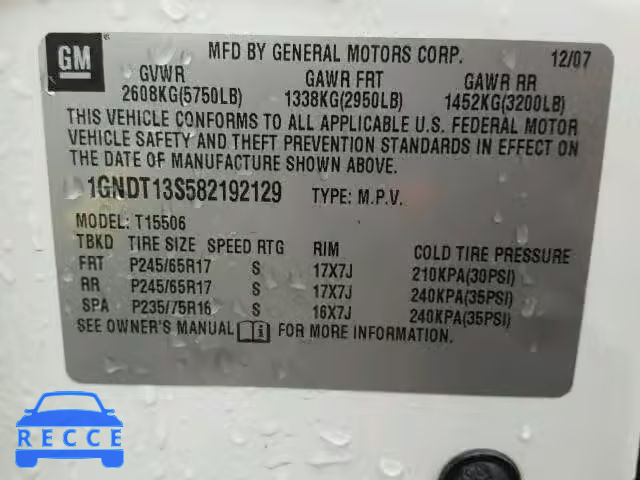 GM
MFD BY GENERAL MOTORS CORP. 12/07
GVWR GAWR FRT GAWR RR
2608KG(5750LB) 1338KG(2950LB) 1452KG(3200LB)
THIS VEHICLE CONFORMS TO ALL APPLICABLE U.S. FEDERAL MOTOR
VEHICLE SAFETY AND THEFT PREVENTION STANDARDS IN EFFECT ON
THE DATE OF MANUFACTURE SHOWN ABOVE.
1GNDT13S582192129 TYPE: M.P.V.
MODEL: T15506
TBKD TIRE SIZE SPEED RTG RIM COLD TIRE PRESSURE
FRT P245/65R17 S 17X7J 210KPA(30PSI)
RR P245/65R17 S 17X7J 240KPA(35PSI)
SPA P235/75R16 S 16X7J 240KPA(35PSI)
SEE OWNER'S MANUAL FOR MORE INFORMATION.
RECCE